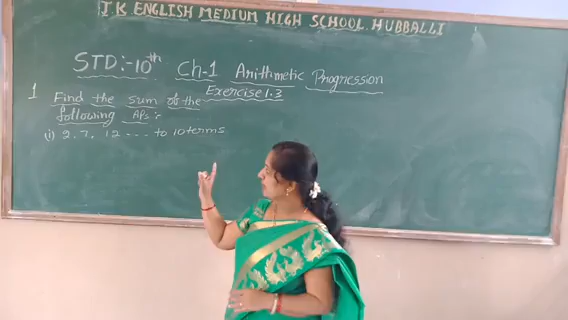 J.K ENGLISH MEDIUM HIGH SCHOOL HUBBALLI
STD:-10th Ch-1 Arithmetic Progression
Exercise 1.3
1 Find the sum of the
following APs :
(i) 2, 7, 12 ... to 10 terms